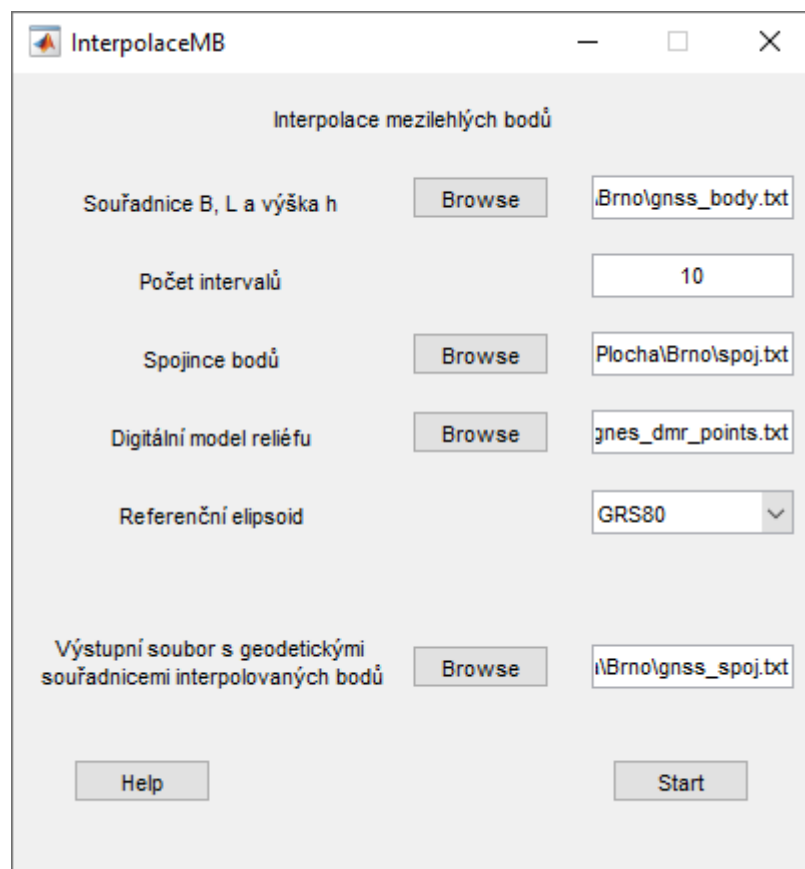 InterpolaceMB
Interpolace mezilehlých bodů
Souřadnice B, L a výška h Browse \Brno\gnss_body.txt
Počet intervalů 10
Spojince bodů Browse Plocha\Brno\spoj.txt
Digitální model reliéfu Browse gnes_dmr_points.txt
Referenční elipsoid GRS80
Výstupní soubor s geodetickými
souřadnicemi interpolovaných bodů Browse \Brno\gnss_spoj.txt
Help Start